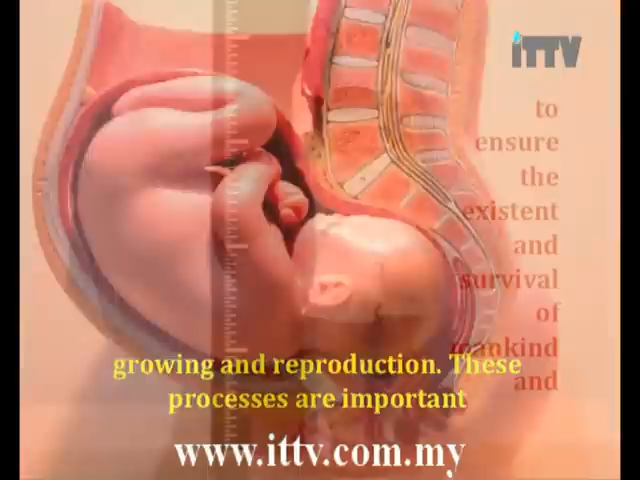 iTTV
to
ensure
the
existent
and
survival
of
mankind
and
growing and reproduction. These
processes are important
www.ittv.com.my